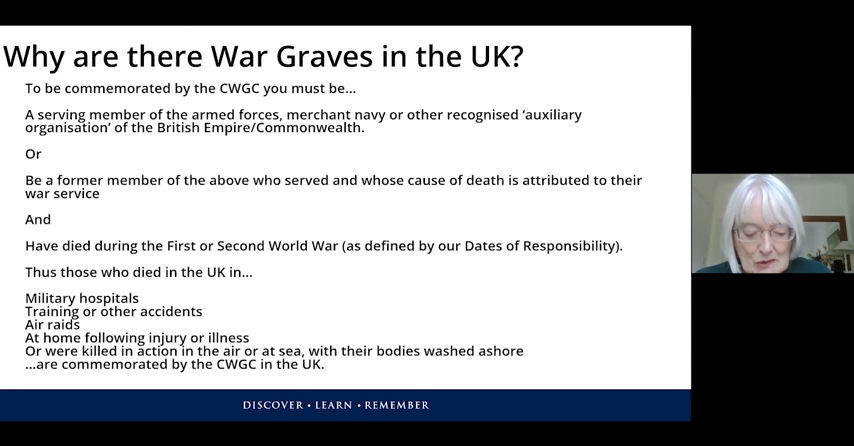 Why are there War Graves in the UK?
To be commemorated by the CWGC you must be...
A serving member of the armed forces, merchant navy or other recognised ‘auxiliary
organisation’ of the British Empire/Commonwealth.
Or
Be a former member of the above who served and whose cause of death is attributed to their
war service
And
Have died during the First or Second World War (as defined by our Dates of Responsibility).
Thus those who died in the UK in...
Military hospitals
Training or other accidents
Air raids
At home following injury or illness
Or were killed in action in the air or at sea, with their bodies washed ashore
...are commemorated by the CWGC in the UK.
DISCOVER • LEARN • REMEMBER